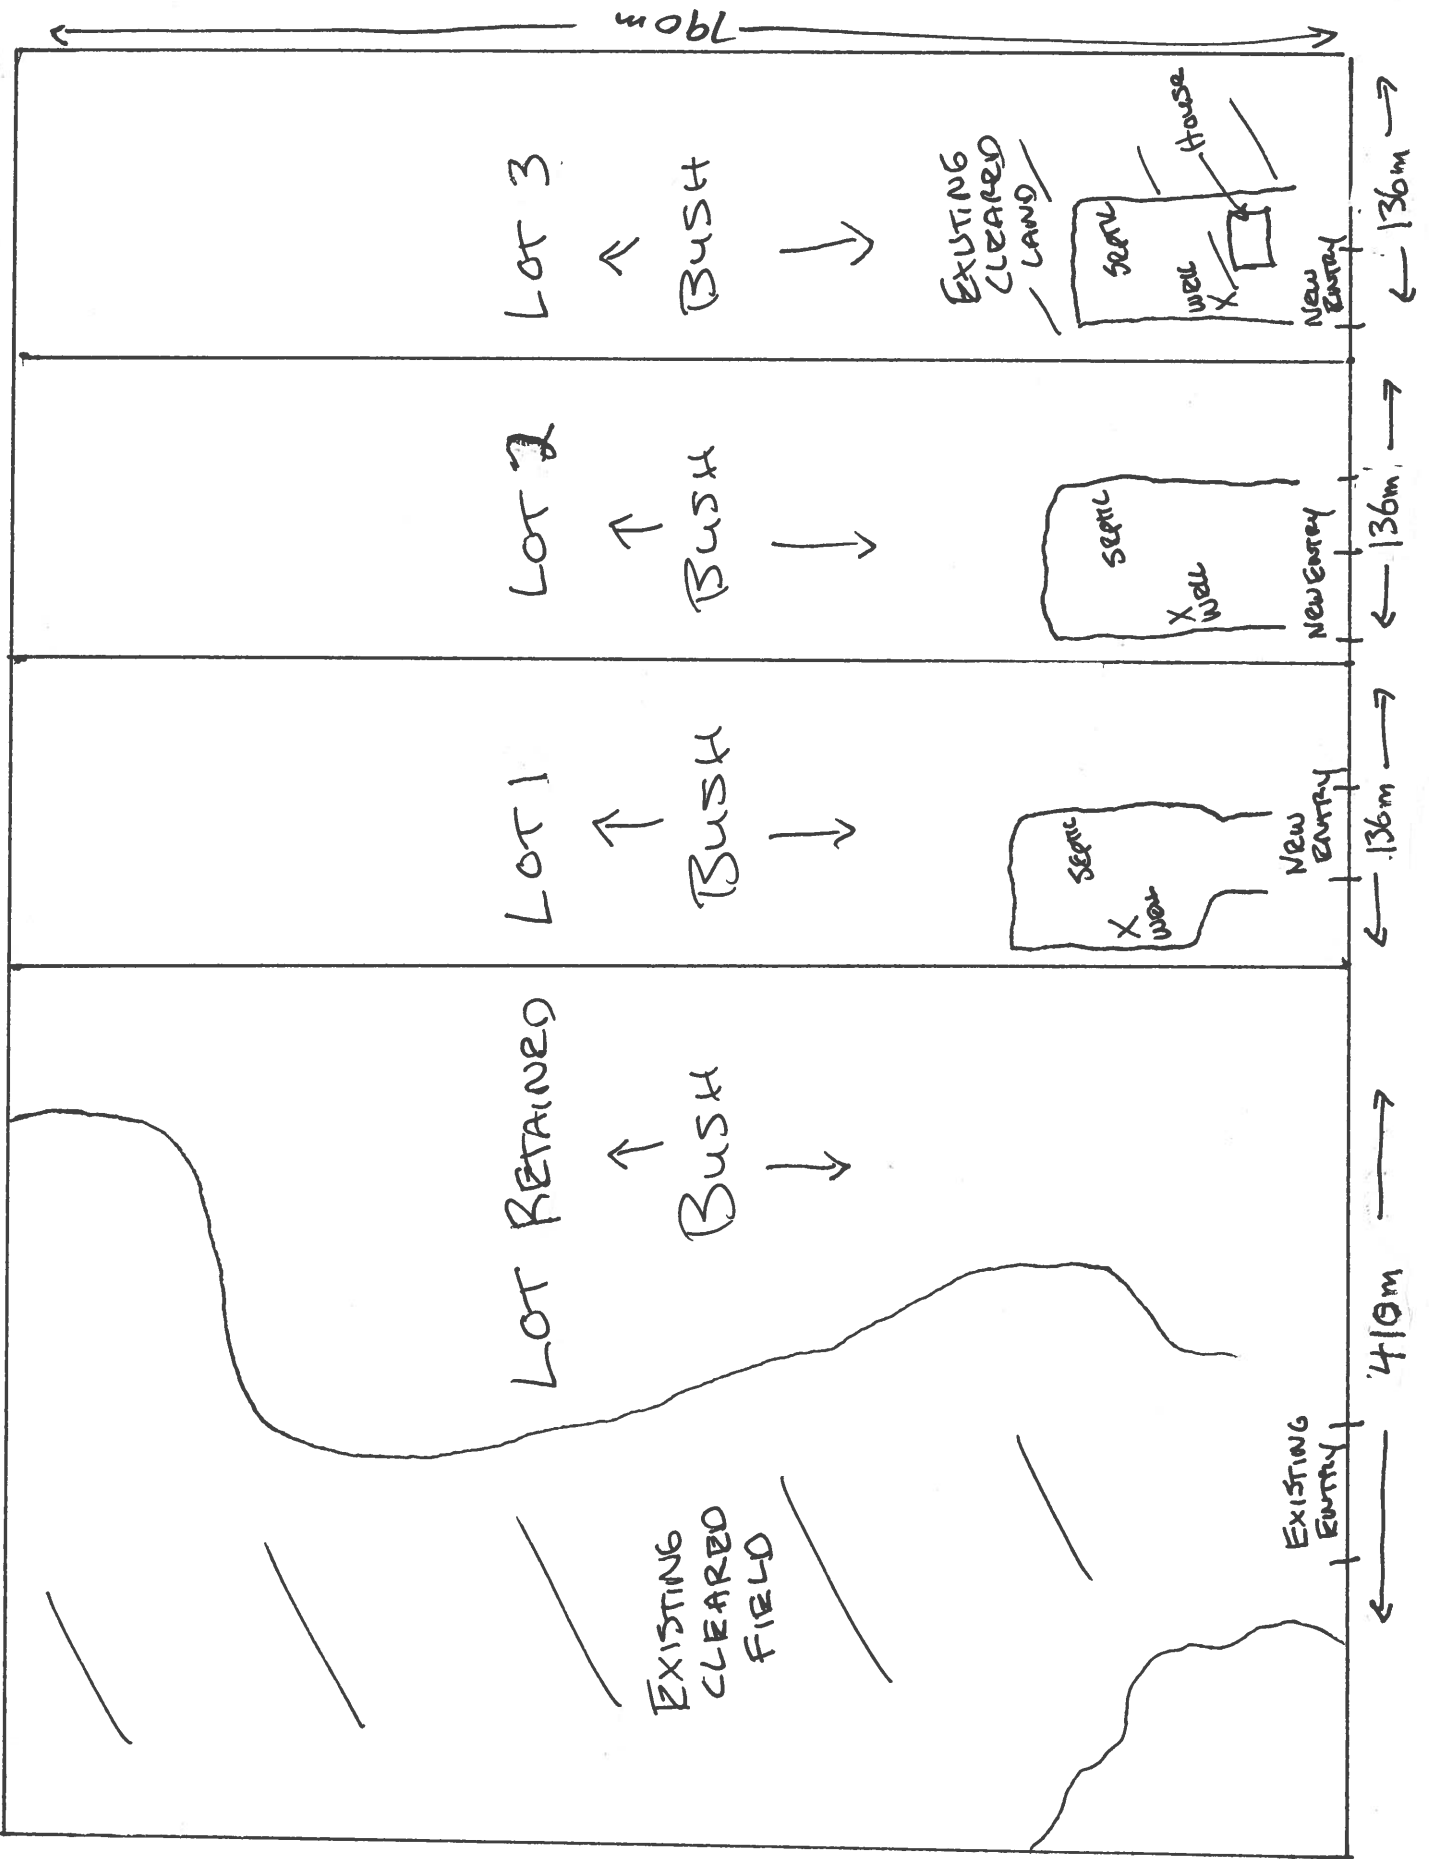 LOT RETAINED
BUSH
EXISTING
CLEARED
FIELD
EXISTING
ENTRY
410m
LOT 1
BUSH
SEPTIC
X
WELL
NEW
ENTRY
136m
LOT 2
BUSH
SEPTIC
X
WELL
NEW ENTRY
136m
LOT 3
BUSH
EXISTING
CLEARED
LAND
SEPTIC
WELL
X
HOUSE
NEW
ENTRY
136m
790m